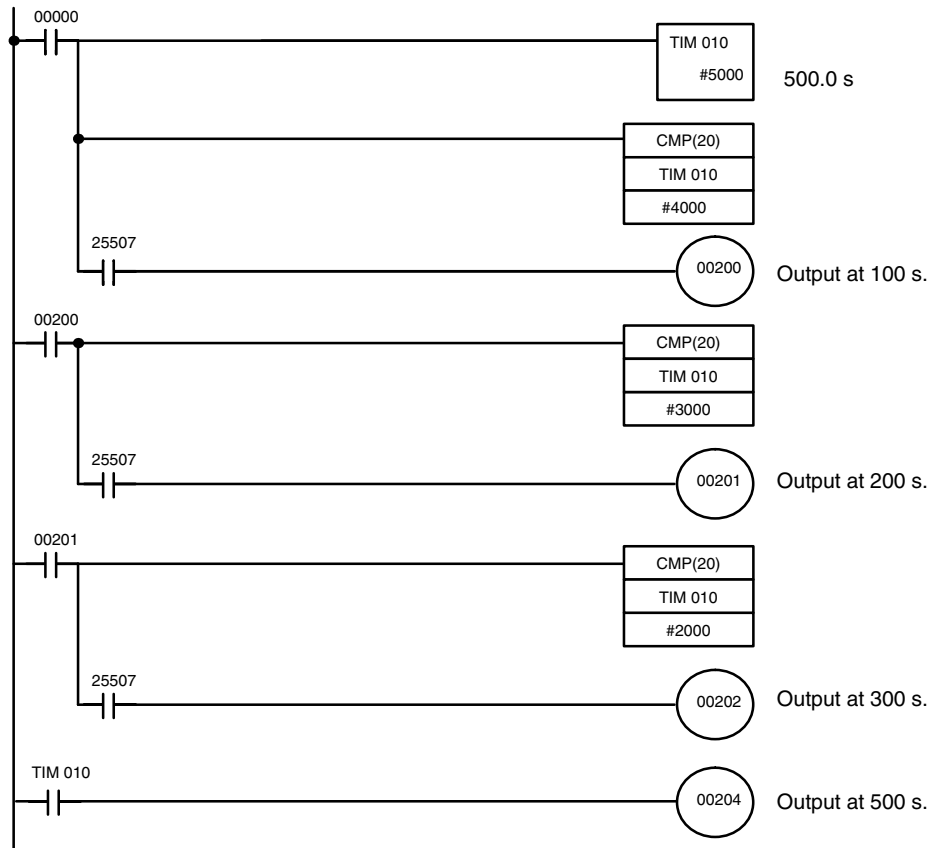 00000
TIM 010
#5000
500.0 s
CMP(20)
TIM 010
#4000
25507
00200
Output at 100 s.
00200
CMP(20)
TIM 010
#3000
25507
00201
Output at 200 s.
00201
CMP(20)
TIM 010
#2000
25507
00202
Output at 300 s.
TIM 010
00204
Output at 500 s.